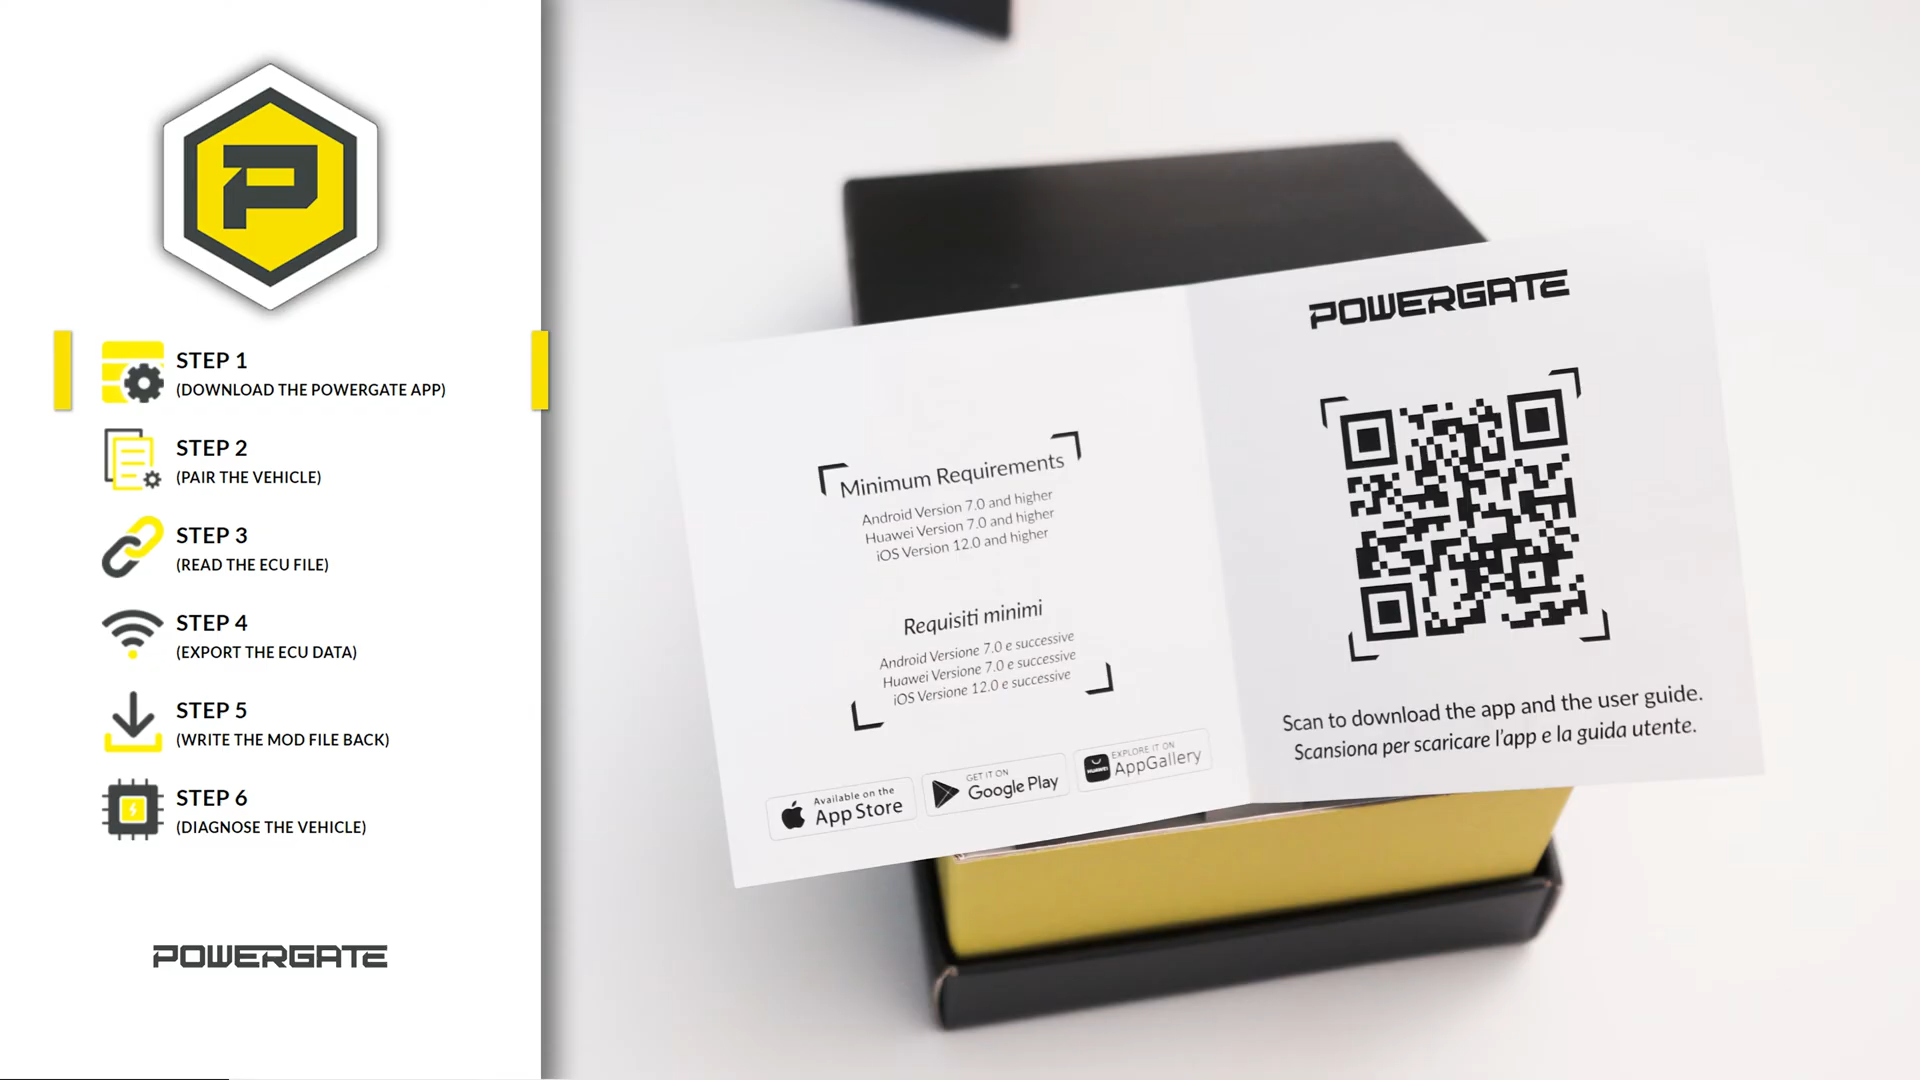 STEP 1
(DOWNLOAD THE POWERGATE APP)
STEP 2
(PAIR THE VEHICLE)
STEP 3
(READ THE ECU FILE)
STEP 4
(EXPORT THE ECU DATA)
STEP 5
(WRITE THE MOD FILE BACK)
STEP 6
(DIAGNOSE THE VEHICLE)
POWERGATE
Minimum Requirements
Android Version 7.0 and higher
Huawei Version 7.0 and higher
iOS Version 12.0 and higher
Requisiti minimi
Android Versione 7.0 e successive
Huawei Versione 7.0 e successive
iOS Versione 12.0 e successive
Available on the
App Store
GET IT ON
Google Play
HUAWEI
EXPLORE IT ON
AppGallery
POWERGATE
Scan to download the app and the user guide.
Scansiona per scaricare l'app e la guida utente.